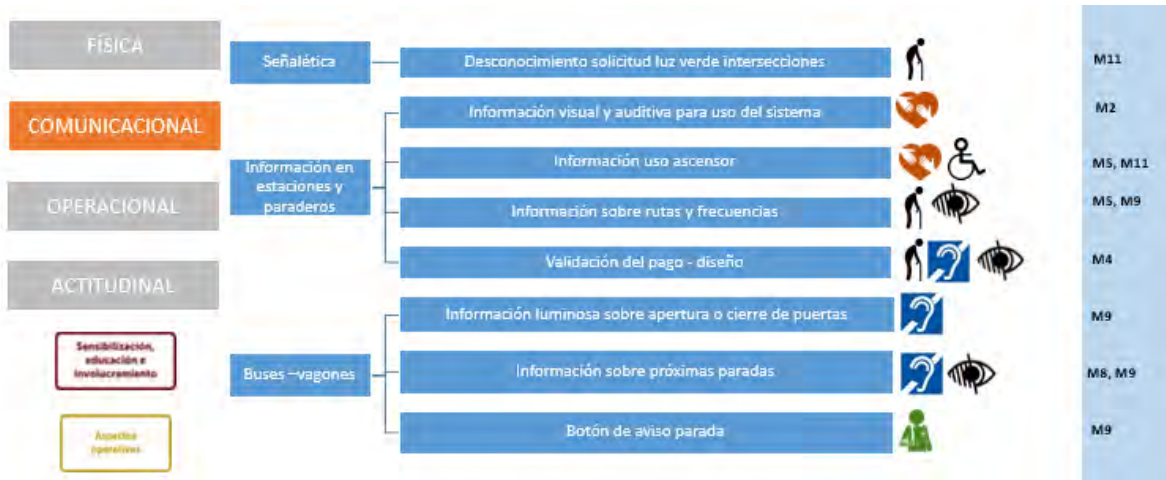 FÍSICA
COMUNICACIONAL
OPERACIONAL
ACTITUDINAL
Sensibilización,
educación e
involucramiento
Aspectos
operativos
Señalética
Desconocimiento solicitud luz verde intersecciones
M11
Información en
estaciones y
paraderos
Información visual y auditiva para uso del sistema
M2
Información uso ascensor
M5, M11
Información sobre rutas y frecuencias
M5, M9
Validación del pago - diseño
M4
Buses –vagones
Información luminosa sobre apertura o cierre de puertas
M9
Información sobre próximas paradas
M8, M9
Botón de aviso parada
M9